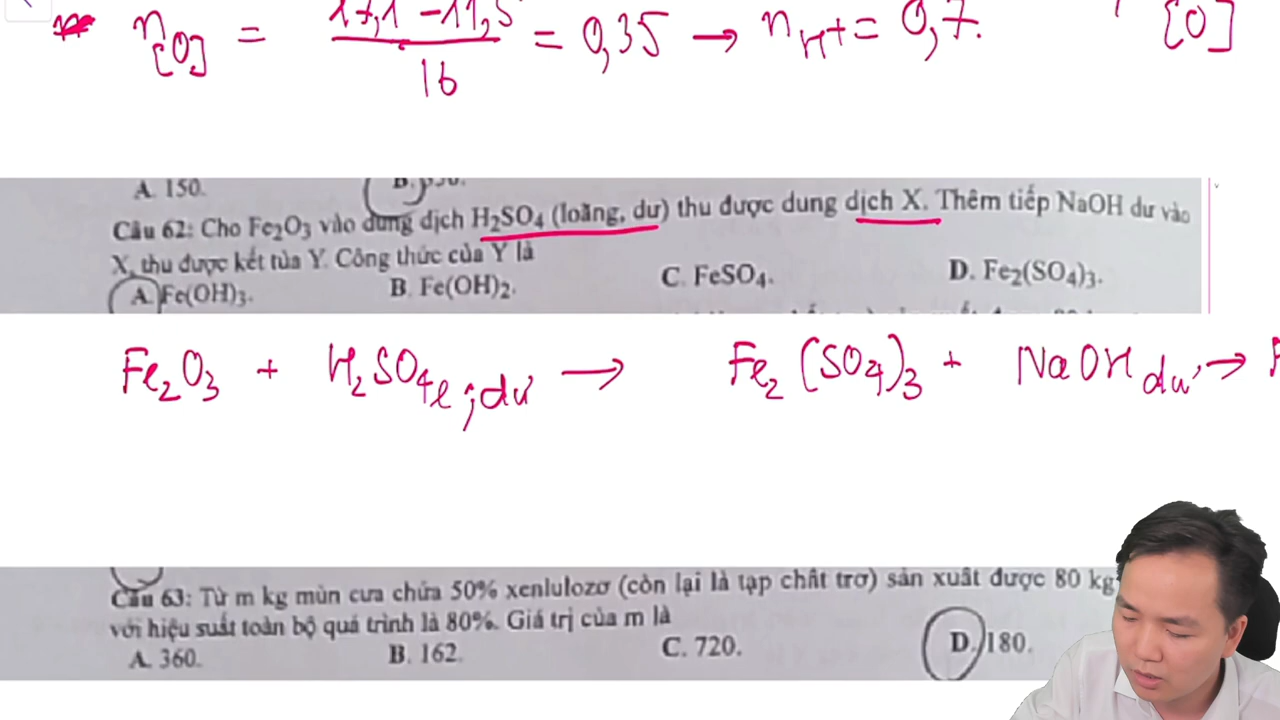 n[O] = 17,1 - 11,5 / 16 = 0,35 → nH+ = 0,7. [O]
A. 150.
Câu 62: Cho Fe2O3 vào dung dịch H2SO4 (loãng, dư) thu được dung dịch X. Thêm tiếp NaOH dư vào
X, thu được kết tủa Y. Công thức của Y là
A. Fe(OH)3. B. Fe(OH)2. C. FeSO4. D. Fe2(SO4)3.
Fe2O3 + H2SO4 l; dư → Fe2(SO4)3 + NaOH dư →
Câu 63: Từ m kg mùn cưa chứa 50% xenlulozơ (còn lại là tạp chất trơ) sản xuất được 80 kg
với hiệu suất toàn bộ quá trình là 80%. Giá trị của m là
A. 360. B. 162. C. 720. D. 180.